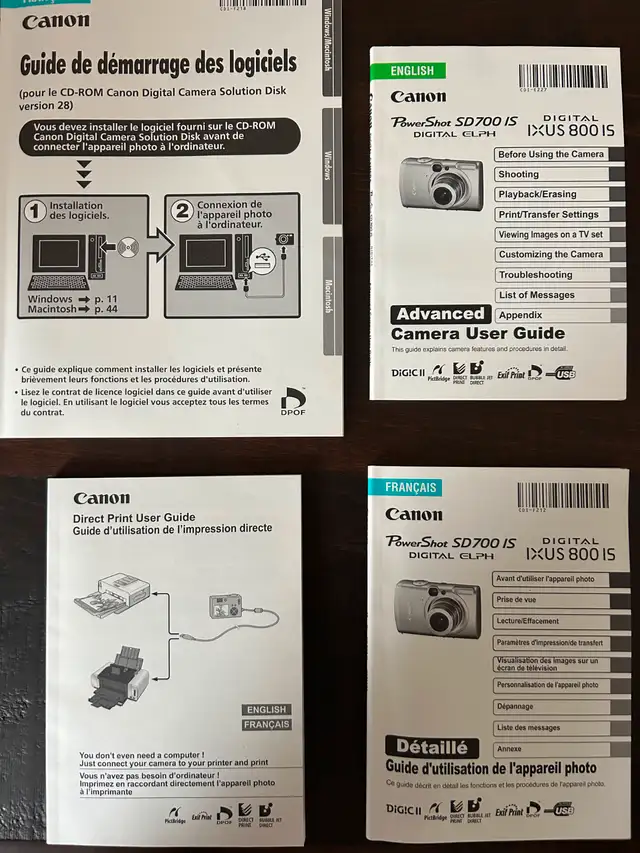 FRANÇAIS
CDI-F218
Canon
Guide de démarrage des logiciels
(pour le CD-ROM Canon Digital Camera Solution Disk
version 28)
Vous devez installer le logiciel fourni sur le CD-ROM
Canon Digital Camera Solution Disk avant de
connecter l'appareil photo à l'ordinateur.
1 Installation
des logiciels.
Windows → p. 11
Macintosh → p. 44
2 Connexion de
l'appareil photo
à l'ordinateur.
• Ce guide explique comment installer les logiciels et présente
brièvement leurs fonctions et les procédures d'utilisation.
• Lisez le contrat de licence logiciel dans ce guide avant d'utiliser
le logiciel. En utilisant le logiciel vous acceptez tous les termes
du contrat.
DPOF
Windows/Macintosh
Windows
Macintosh
ENGLISH
CDI-E227
Canon
PowerShot SD700 IS
DIGITAL ELPH
DIGITAL
IXUS 800 IS
Before Using the Camera
Shooting
Playback/Erasing
Print/Transfer Settings
Viewing Images on a TV set
Customizing the Camera
Troubleshooting
List of Messages
Appendix
Advanced
Camera User Guide
This guide explains camera features and procedures in detail.
DIGIC II
PictBridge
DIRECT PRINT
BUBBLE JET DIRECT
Exif Print
DPOF
USB
Canon
Direct Print User Guide
Guide d'utilisation de l'impression directe
ENGLISH
FRANÇAIS
You don't even need a computer !
Just connect your camera to your printer and print
Vous n'avez pas besoin d'ordinateur !
Imprimez en raccordant directement l'appareil photo
à l'imprimante
PictBridge
Exif Print
DPOF
DIRECT PRINT
BUBBLE JET DIRECT
FRANÇAIS
CDI-F212
Canon
PowerShot SD700 IS
DIGITAL ELPH
DIGITAL
IXUS 800 IS
Avant d'utiliser l'appareil photo
Prise de vue
Lecture/Effacement
Paramètres d'impression/de transfert
Visualisation des images sur un
écran de télévision
Personnalisation de l'appareil photo
Dépannage
Liste des messages
Annexe
Détaillé
Guide d'utilisation de l'appareil photo
Ce guide décrit en détail les fonctions et les procédures de l'appareil photo.
DIGIC II
PictBridge
DIRECT PRINT
BUBBLE JET DIRECT
Exif Print
DPOF
USB